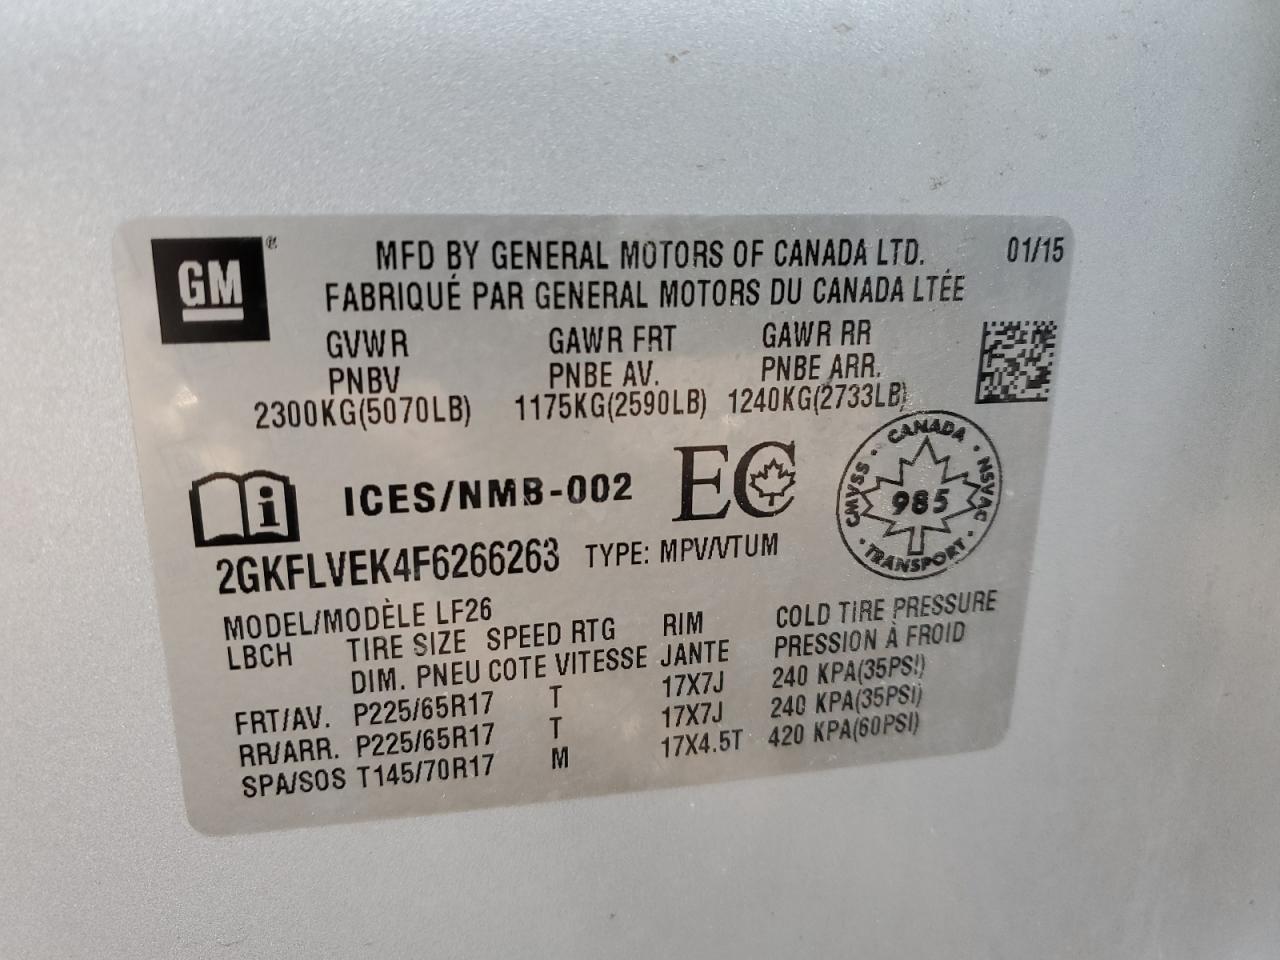 GM®
MFD BY GENERAL MOTORS OF CANADA LTD. 01/15
FABRIQUÉ PAR GENERAL MOTORS DU CANADA LTÉE
GVWR GAWR FRT GAWR RR
PNBV PNBE AV. PNBE ARR.
2300KG(5070LB) 1175KG(2590LB) 1240KG(2733LB)
i ICES/NMB-002 EC
CANADA
CMVSS 985 NSVAC
TRANSPORT
2GKFLVEK4F6266263 TYPE: MPV/VTUM
MODEL/MODÈLE LF26
LBCH TIRE SIZE SPEED RTG RIM COLD TIRE PRESSURE
DIM. PNEU COTE VITESSE JANTE PRESSION À FROID
FRT/AV. P225/65R17 T 17X7J 240 KPA(35PSI)
RR/ARR. P225/65R17 T 17X7J 240 KPA(35PSI)
SPA/SOS T145/70R17 M 17X4.5T 420 KPA(60PSI)